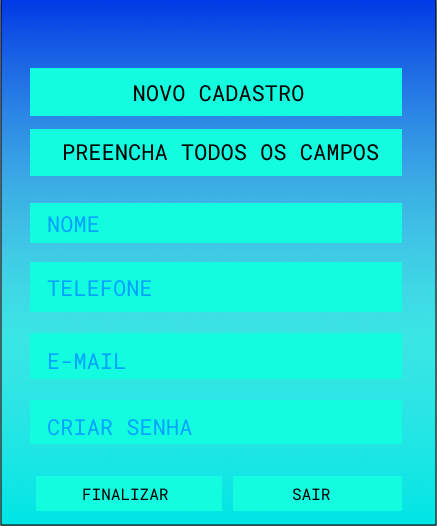 NOVO CADASTRO
PREENCHA TODOS OS CAMPOS
NOME
TELEFONE
E-MAIL
CRIAR SENHA
FINALIZAR
SAIR